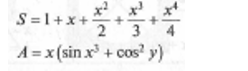 S = 1 + x + x²/2 + x³/3 + x⁴/4
A = x(sin x³ + cos² y)